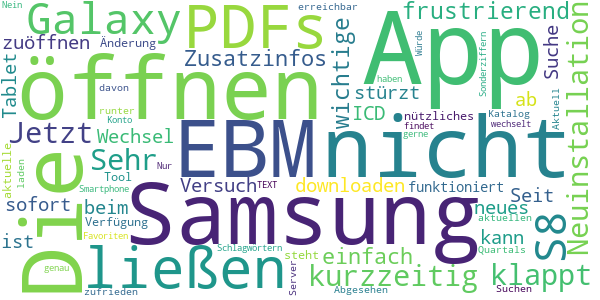 Nein
Galaxy
PDFs
erreichbar
wichtige
App
frustrierend
zuöffnen
Änderung
Zusatzinfos
Würde
Sonderziffern
Suche
Neuinstallation
Tablet
öffnen
davon
runter
Konto
stürzt
ab
haben
ICD
nützliches
findet
gerne
Katalog
wechselt
Aktuell
Jetzt
Wechsel
EBM
nicht
Die
Sehr
Tool
Nur
aktuelle
laden
sofort
beim
Smartphone
Versuch
TEXT
downloaden
funktioniert
Seit
S8
Verfügung
Favoriten
Samsung
neues
aktuellen
ist
kann
Quartals
genau
ließen
Schlagwörtern
steht
einfach
kurzzeitig
klappt
zufrieden
Server
Abgesehen
Suchen